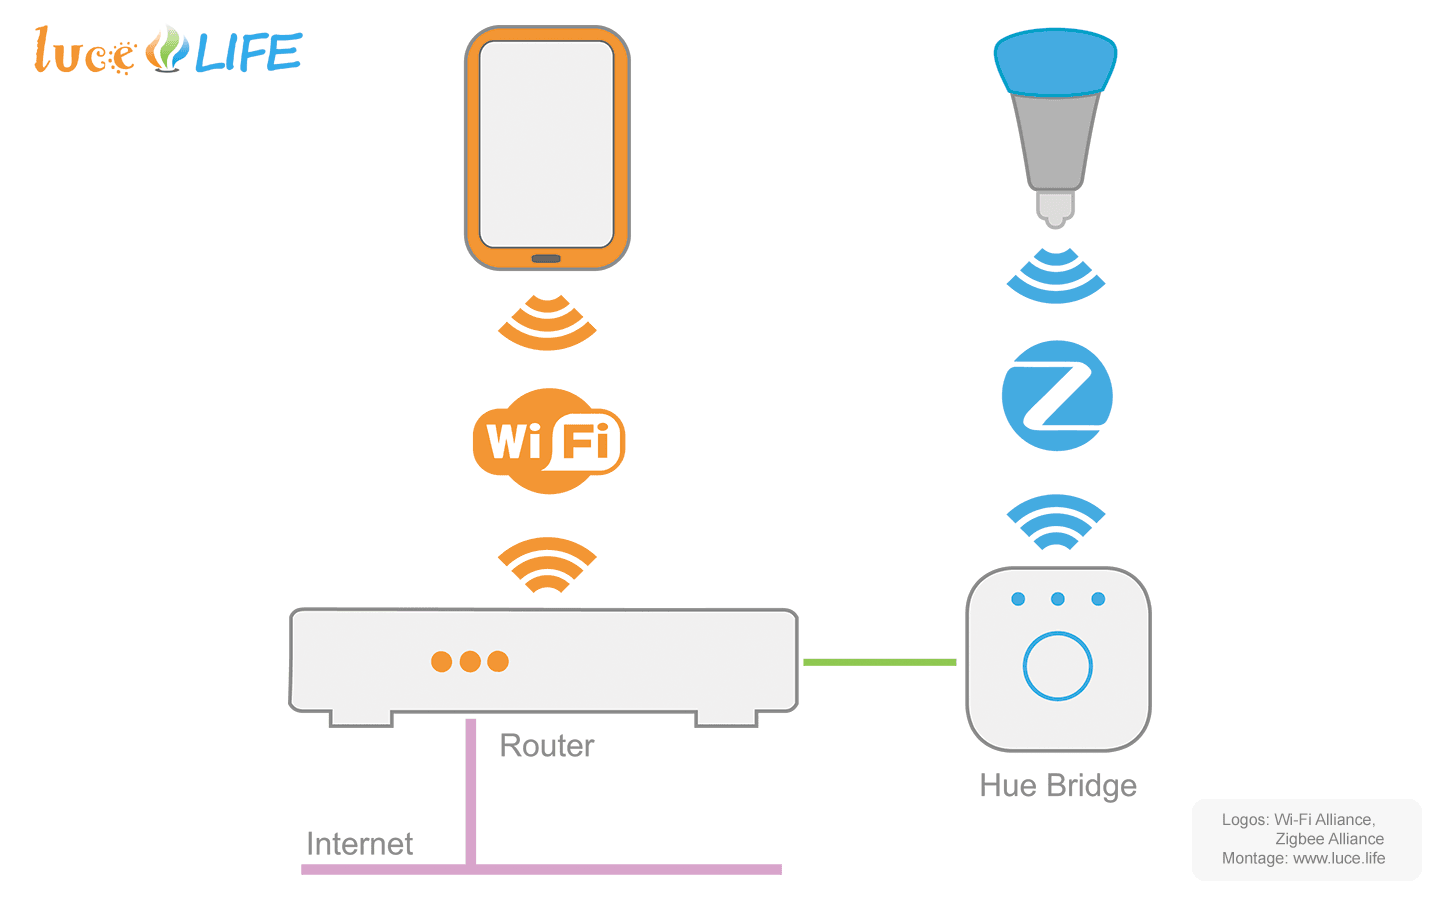 luce LIFE
Wi Fi
Z
Router
Hue Bridge
Internet
Logos: Wi-Fi Alliance,
Zigbee Alliance
Montage: www.luce.life